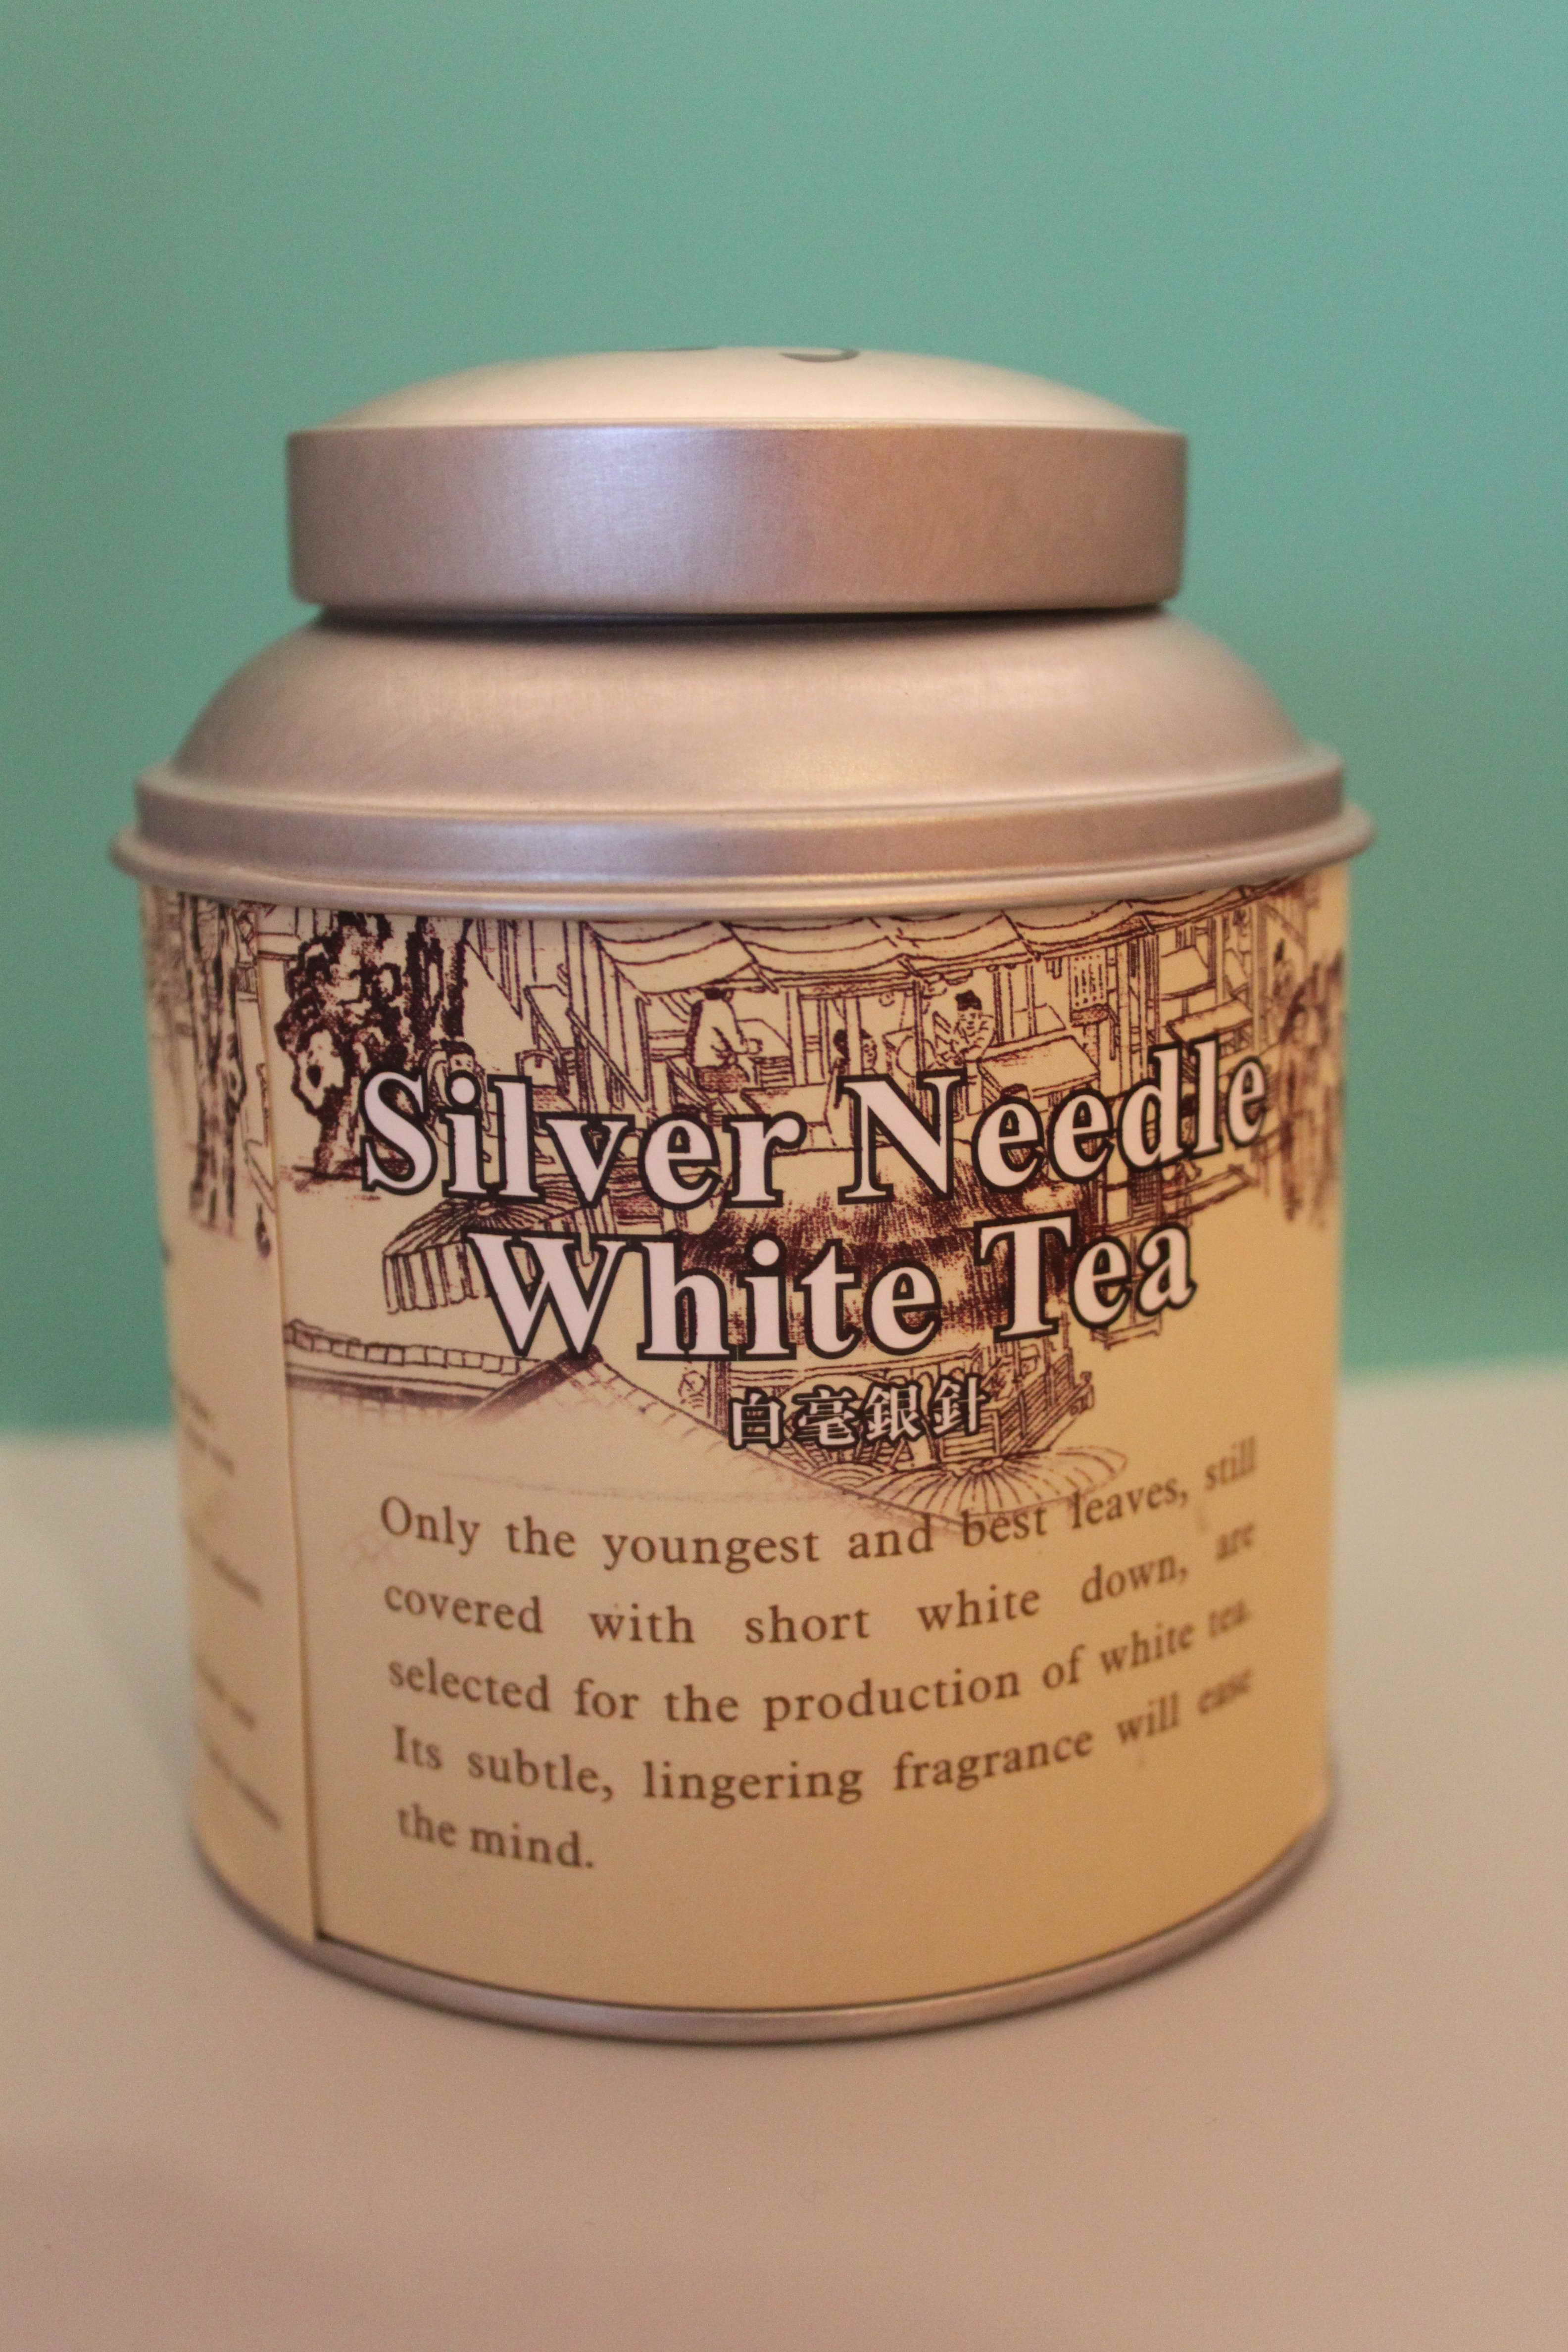 Silver Needle
White Tea
白毫銀針
Only the youngest and best leaves, still
covered with short white down, are
selected for the production of white tea.
Its subtle, lingering fragrance will ease
the mind.